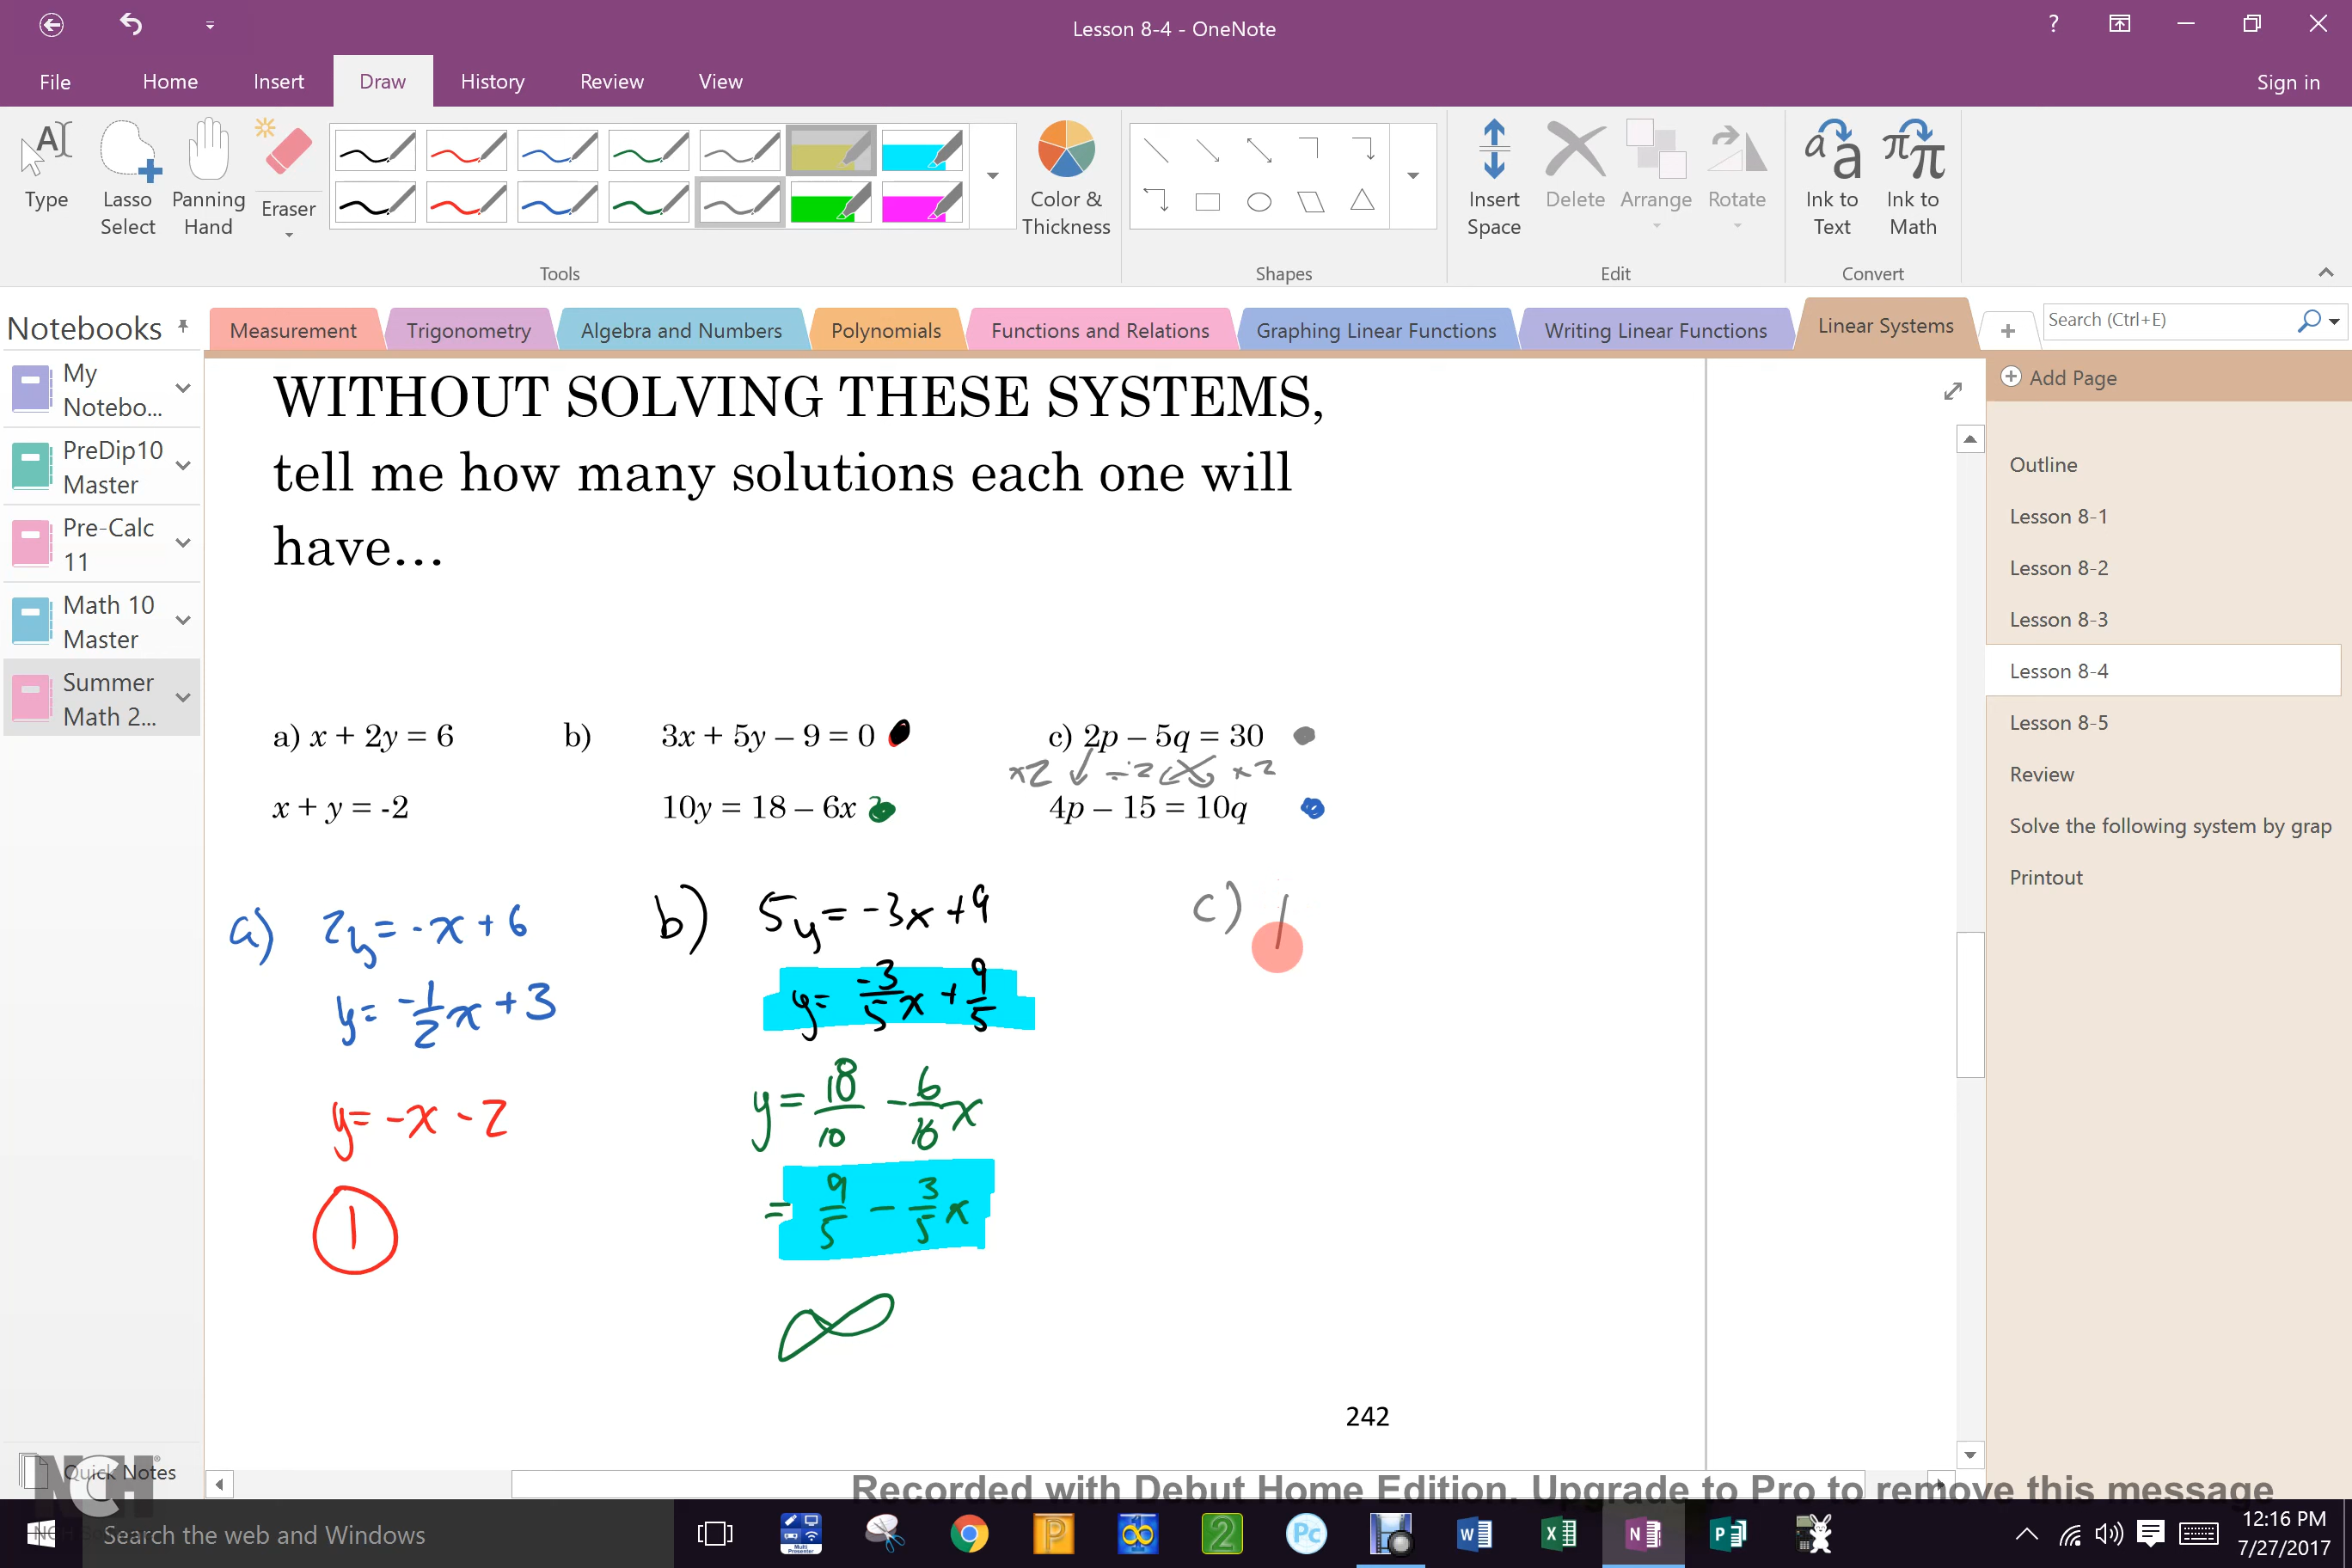 Lesson 8-4 - OneNote
File Home Insert Draw History Review View Sign in
Type
Lasso Select
Panning Hand
Eraser
Color & Thickness
Insert Space
Delete
Arrange
Rotate
Ink to Text
Ink to Math
Tools Shapes Edit Convert
Notebooks
Measurement Trigonometry Algebra and Numbers Polynomials Functions and Relations Graphing Linear Functions Writing Linear Functions Linear Systems
Search (Ctrl+E)
My Notebo...
PreDip10 Master
Pre-Calc 11
Math 10 Master
Summer Math 2...
Quick Notes
WITHOUT SOLVING THESE SYSTEMS,
tell me how many solutions each one will
have...
a) x + 2y = 6
x + y = -2
b) 3x + 5y – 9 = 0
10y = 18 – 6x
c) 2p – 5q = 30
×2 ÷2 ×2
4p – 15 = 10q
a) 2y = -x + 6
y = -1/2 x + 3
y = -x - 2
1
b) 5y = -3x + 9
y = -3/5 x + 9/5
y = 18/10 - 6/10 x
= 9/5 - 3/5 x
∞
c)
242
Add Page
Outline
Lesson 8-1
Lesson 8-2
Lesson 8-3
Lesson 8-4
Lesson 8-5
Review
Solve the following system by grap
Printout
NCH
Recorded with Debut Home Edition. Upgrade to Pro to remove this message
Search the web and Windows
12:16 PM
7/27/2017